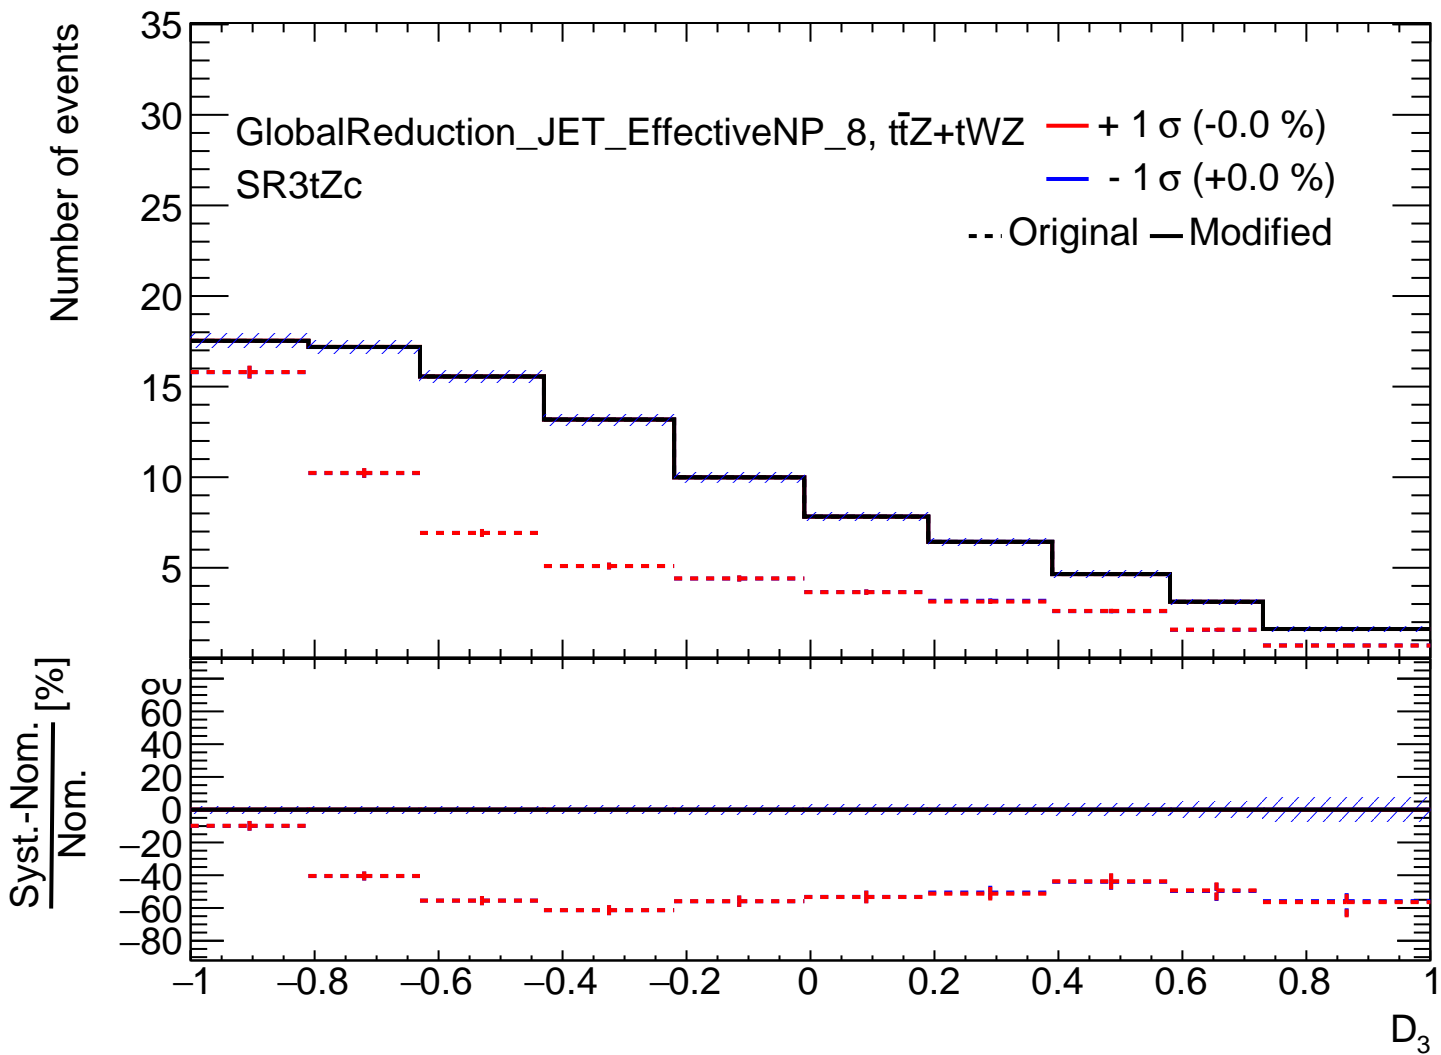 Number of events
35
30
25
20
15
10
5
GlobalReduction_JET_EffectiveNP_8, tt̄Z+tWZ
SR3tZc
+ 1 σ (-0.0 %)
- 1 σ (+0.0 %)
Original Modified
Syst.-Nom.
Nom.
[%]
80
60
40
20
0
−20
−40
−60
−80
−1 −0.8 −0.6 −0.4 −0.2 0 0.2 0.4 0.6 0.8 1
D₃